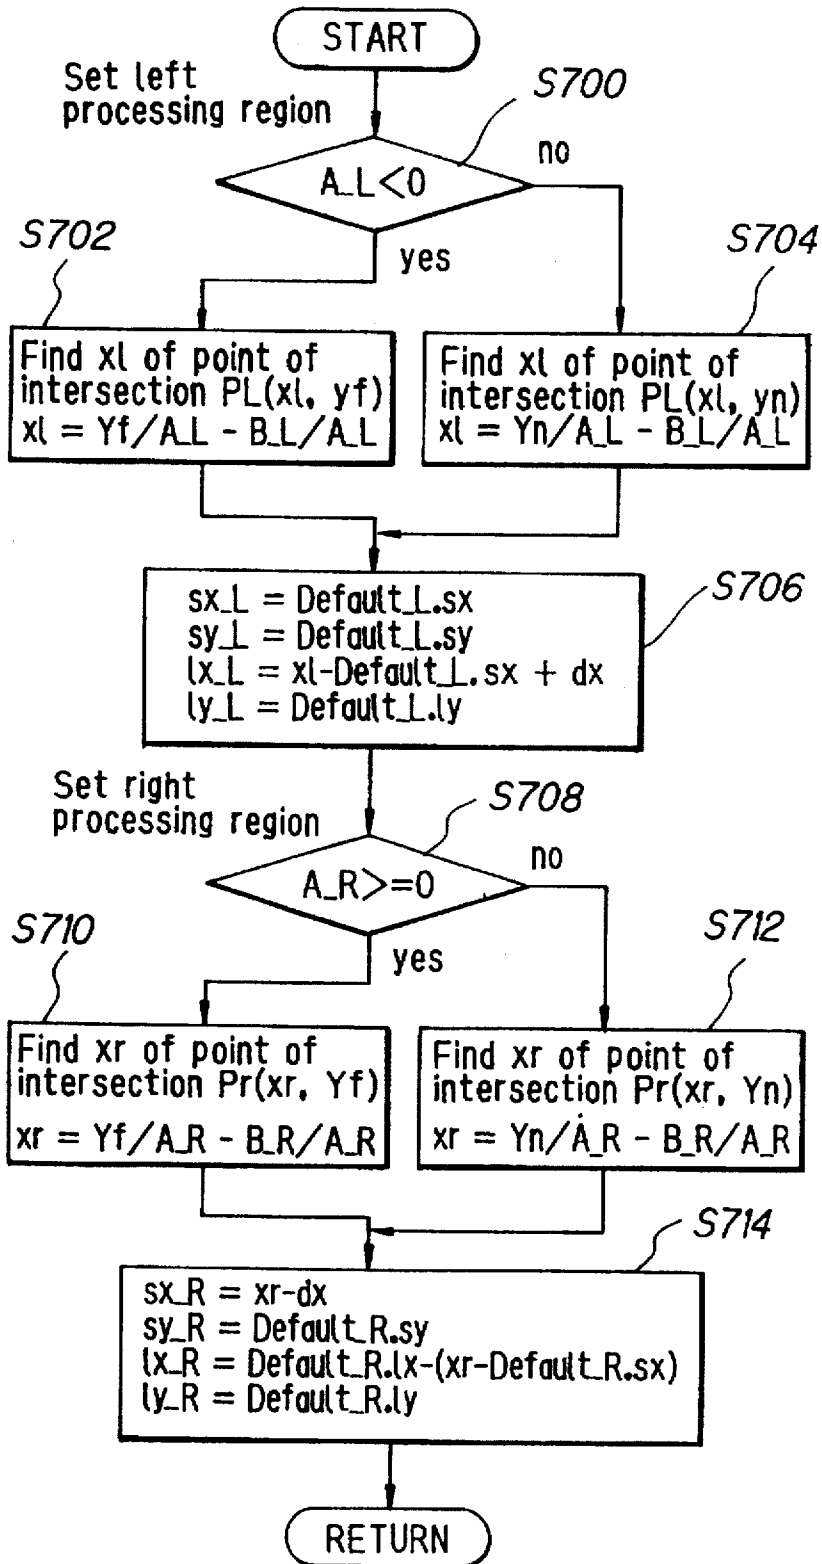 START
Set left
processing region
S700
A_L<0
no
yes
S702
S704
Find xl of point of
intersection PL(xl, yf)
xl = Yf/A_L - B_L/A_L
Find xl of point of
intersection PL(xl, yn)
xl = Yn/A_L - B_L/A_L
S706
sx_L = Default_L.sx
sy_L = Default_L.sy
lx_L = xl-Default_L.sx + dx
ly_L = Default_L.ly
Set right
processing region
S708
A_R>=0
no
yes
S710
S712
Find xr of point of
intersection Pr(xr, Yf)
xr = Yf/A_R - B_R/A_R
Find xr of point of
intersection Pr(xr, Yn)
xr = Yn/A_R - B_R/A_R
S714
sx_R = xr-dx
sy_R = Default_R.sy
lx_R = Default_R.lx-(xr-Default_R.sx)
ly_R = Default_R.ly
RETURN